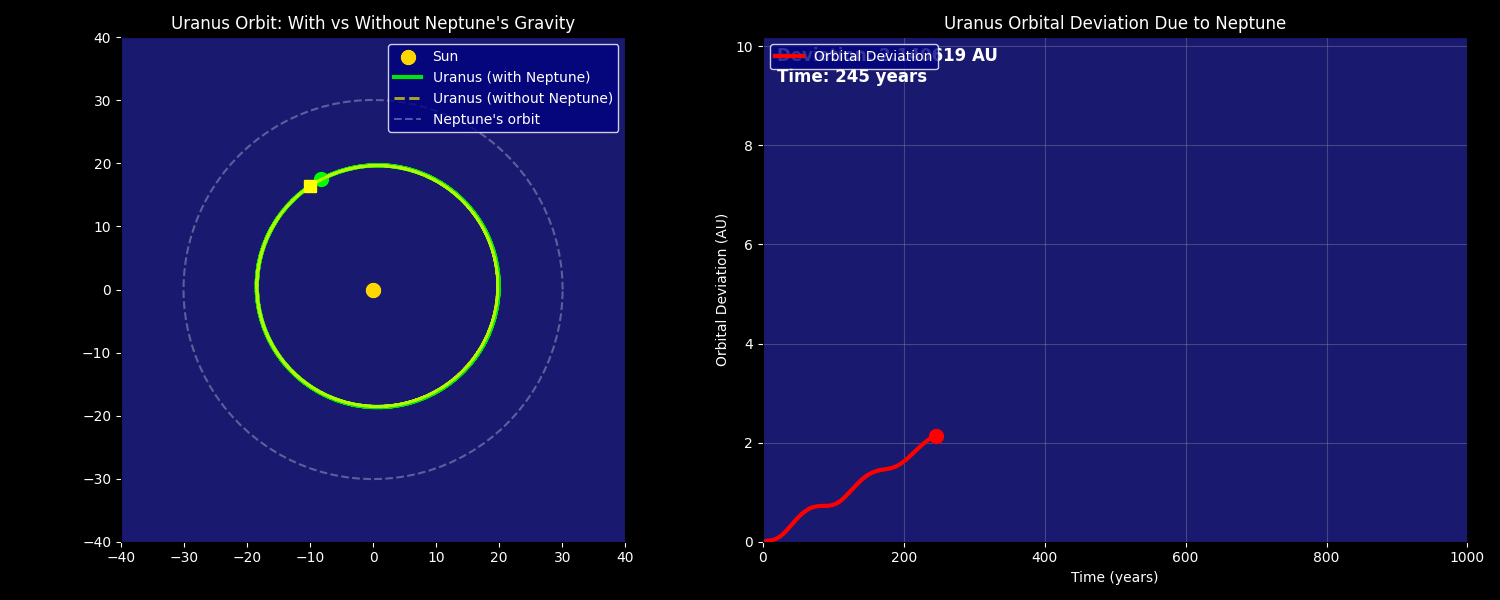 Uranus Orbit: With vs Without Neptune's Gravity
40
30
20
10
0
−10
−20
−30
−40
−40
−30
−20
−10
0
10
20
30
40
Sun
Uranus (with Neptune)
Uranus (without Neptune)
Neptune's orbit
Uranus Orbital Deviation Due to Neptune
Orbital Deviation (AU)
10
8
6
4
2
0
0
200
400
600
800
1000
Time (years)
Deviation: 619 AU
Orbital Deviation
Time: 245 years